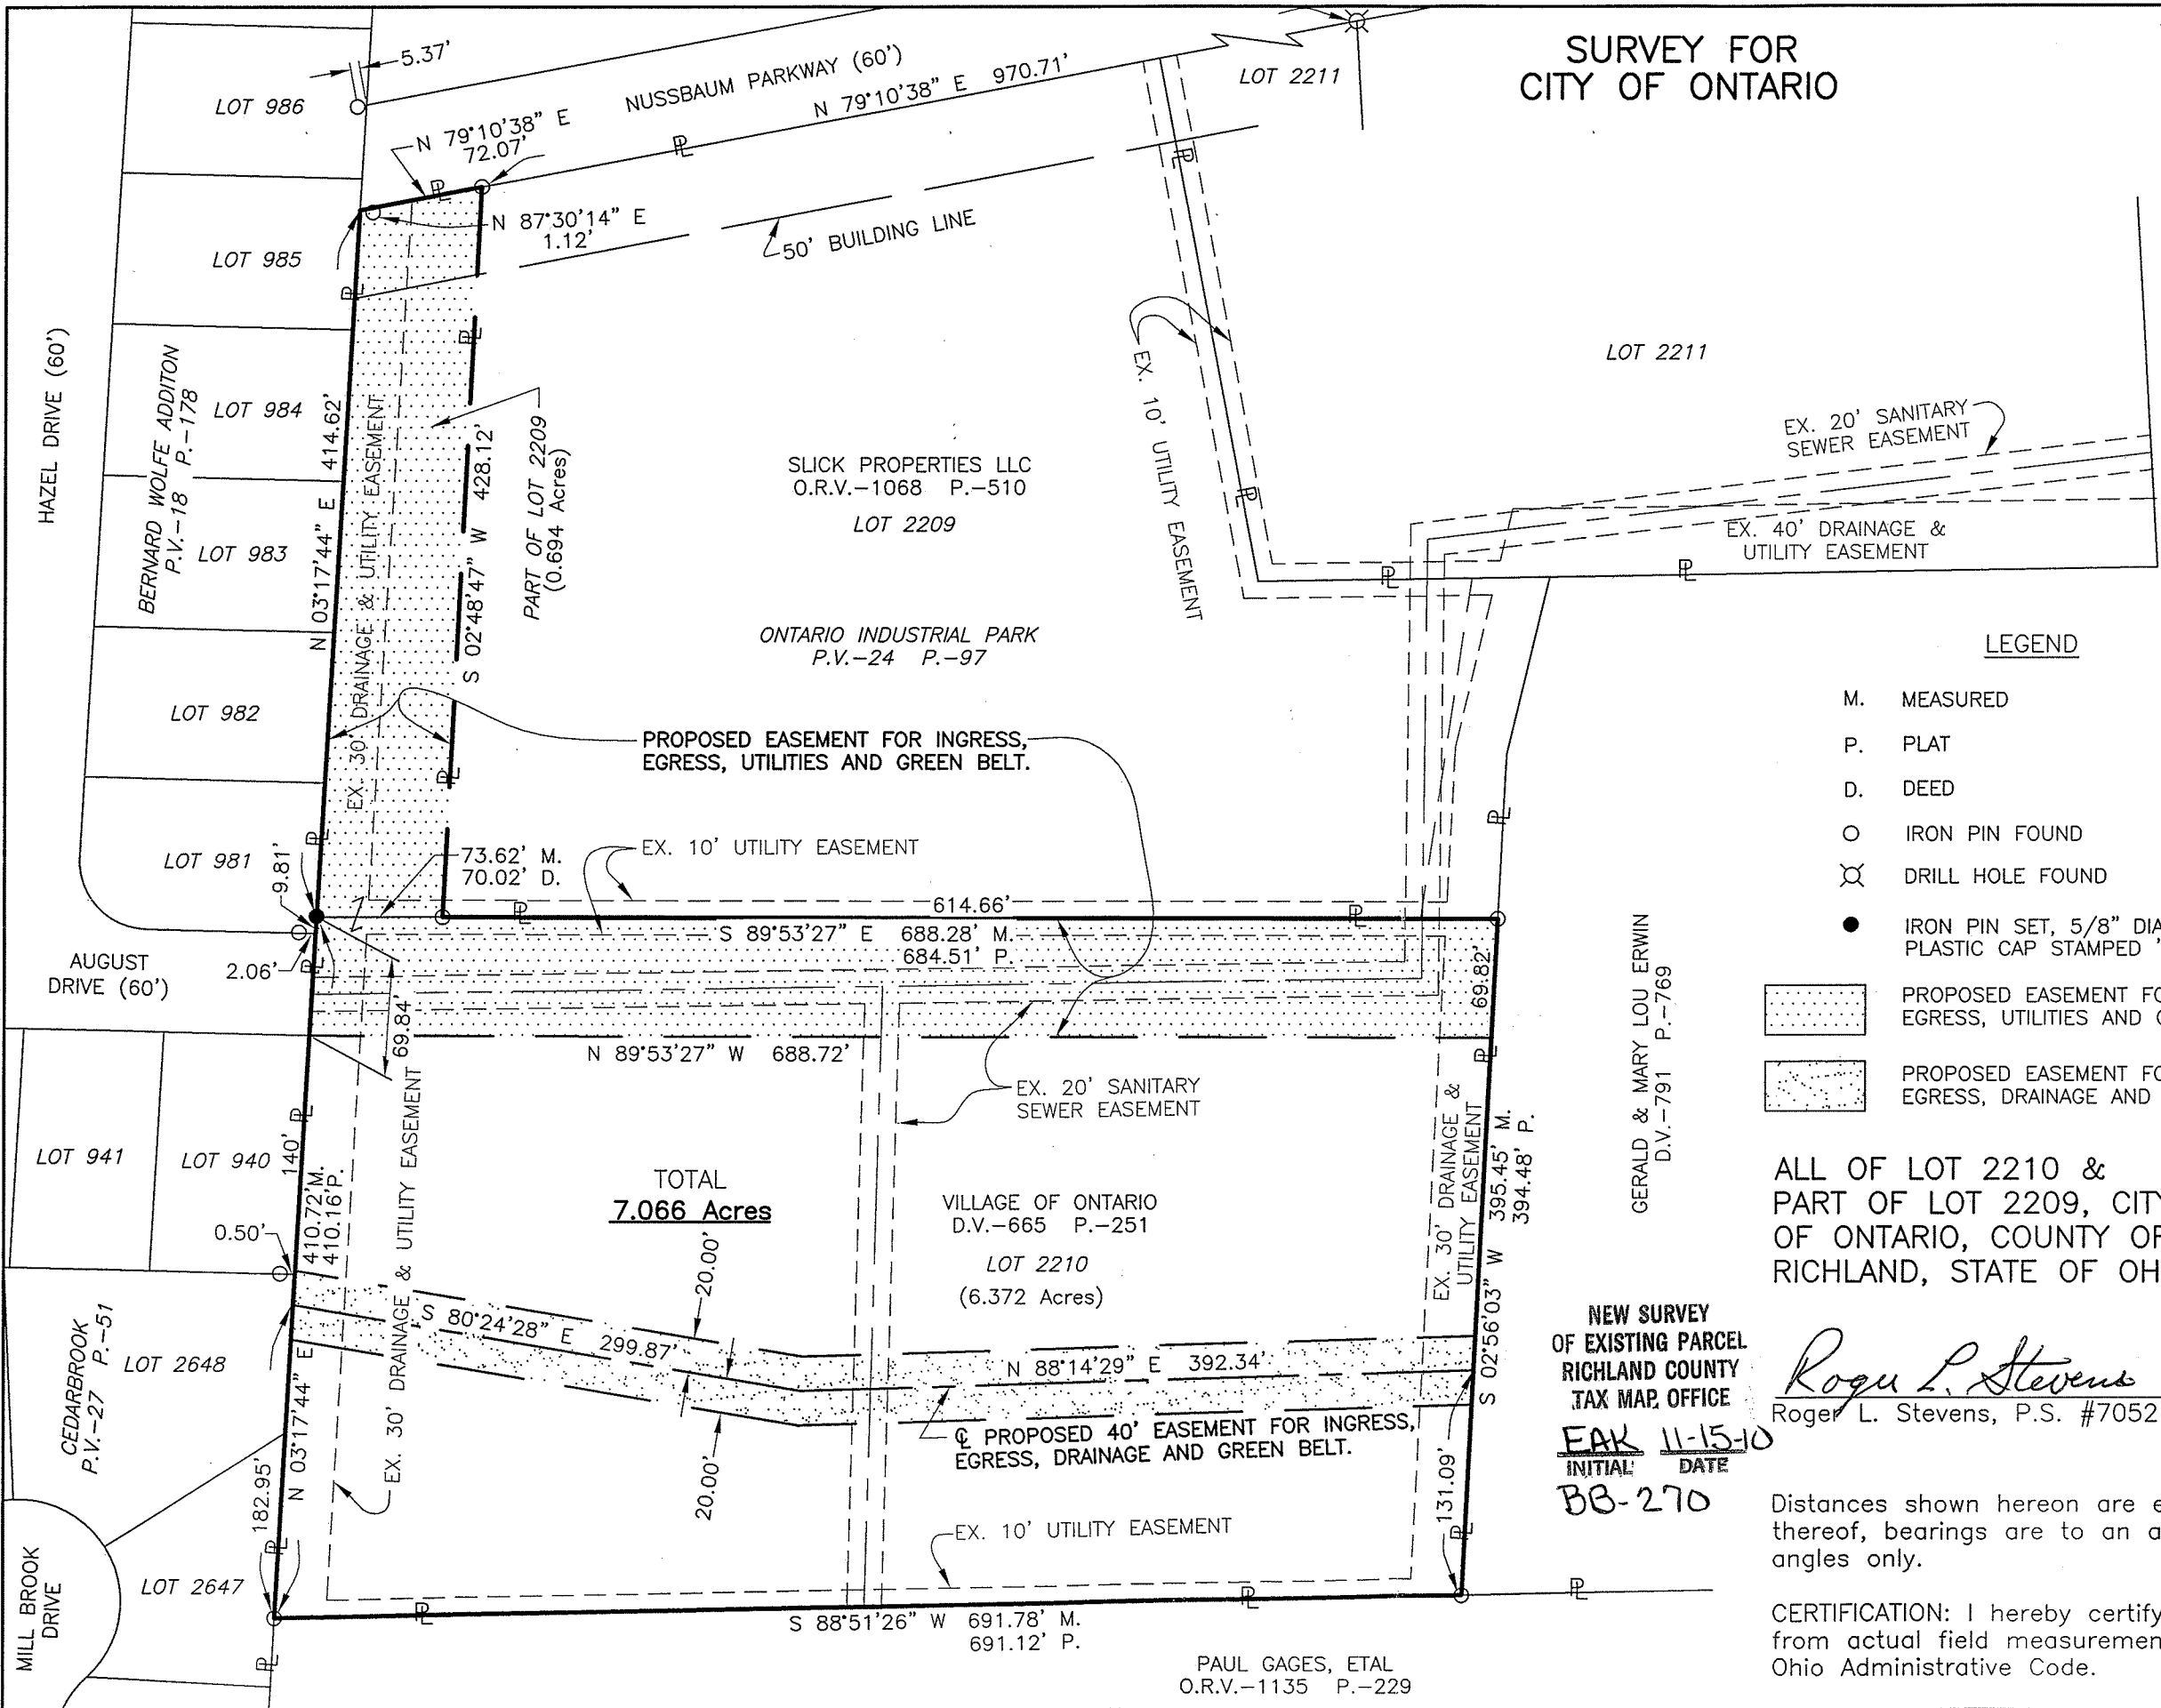 SURVEY FOR
CITY OF ONTARIO
5.37'
LOT 986
NUSSBAUM PARKWAY (60')
N 79°10'38" E 970.71'
LOT 2211
N 79°10'38" E
72.07'
N 87°30'14" E
1.12'
50' BUILDING LINE
LOT 985
HAZEL DRIVE (60')
BERNARD WOLFE ADDITON
P.V.-18 P.-178
LOT 984
LOT 983
LOT 982
LOT 981
N 03°17'44" E 414.62'
EX. 30' DRAINAGE & UTILITY EASEMENT
S 02°48'47" W 428.12'
PART OF LOT 2209
(0.694 Acres)
SLICK PROPERTIES LLC
O.R.V.-1068 P.-510
LOT 2209
ONTARIO INDUSTRIAL PARK
P.V.-24 P.-97
EX. 10' UTILITY EASEMENT
LOT 2211
EX. 20' SANITARY
SEWER EASEMENT
EX. 40' DRAINAGE &
UTILITY EASEMENT
PROPOSED EASEMENT FOR INGRESS,
EGRESS, UTILITIES AND GREEN BELT.
EX. 10' UTILITY EASEMENT
73.62' M.
70.02' D.
9.81'
2.06'
AUGUST
DRIVE (60')
614.66'
S 89°53'27" E 688.28' M.
684.51' P.
69.84'
69.82'
N 89°53'27" W 688.72'
EX. 20' SANITARY
SEWER EASEMENT
GERALD & MARY LOU ERWIN
D.V.-791 P.-769
LEGEND
M. MEASURED
P. PLAT
D. DEED
IRON PIN FOUND
DRILL HOLE FOUND
IRON PIN SET, 5/8" DIA
PLASTIC CAP STAMPED "
PROPOSED EASEMENT FO
EGRESS, UTILITIES AND G
PROPOSED EASEMENT FO
EGRESS, DRAINAGE AND
LOT 941
LOT 940
140'
410.72'M.
410.16'P.
0.50'
EX. 30' DRAINAGE & UTILITY EASEMENT
TOTAL
7.066 Acres
VILLAGE OF ONTARIO
D.V.-665 P.-251
LOT 2210
(6.372 Acres)
EX. 30' DRAINAGE &
UTILITY EASEMENT
S 02°56'03" W 395.45' M.
394.48' P.
ALL OF LOT 2210 &
PART OF LOT 2209, CITY
OF ONTARIO, COUNTY OF
RICHLAND, STATE OF OH
20.00'
S 80°24'28" E 299.87'
N 88°14'29" E 392.34'
20.00'
℄ PROPOSED 40' EASEMENT FOR INGRESS,
EGRESS, DRAINAGE AND GREEN BELT.
CEDARBROOK
P.V.-27 P.-51
LOT 2648
N 03°17'44" E
182.95'
MILL BROOK
DRIVE
LOT 2647
131.09'
EX. 10' UTILITY EASEMENT
S 88°51'26" W 691.78' M.
691.12' P.
PAUL GAGES, ETAL
O.R.V.-1135 P.-229
NEW SURVEY
OF EXISTING PARCEL
RICHLAND COUNTY
TAX MAP OFFICE
EAK 11-15-10
INITIAL DATE
BB-270
Roger L. Stevens
Roger L. Stevens, P.S. #7052
Distances shown hereon are e
thereof, bearings are to an a
angles only.
CERTIFICATION: I hereby certify
from actual field measuremen
Ohio Administrative Code.